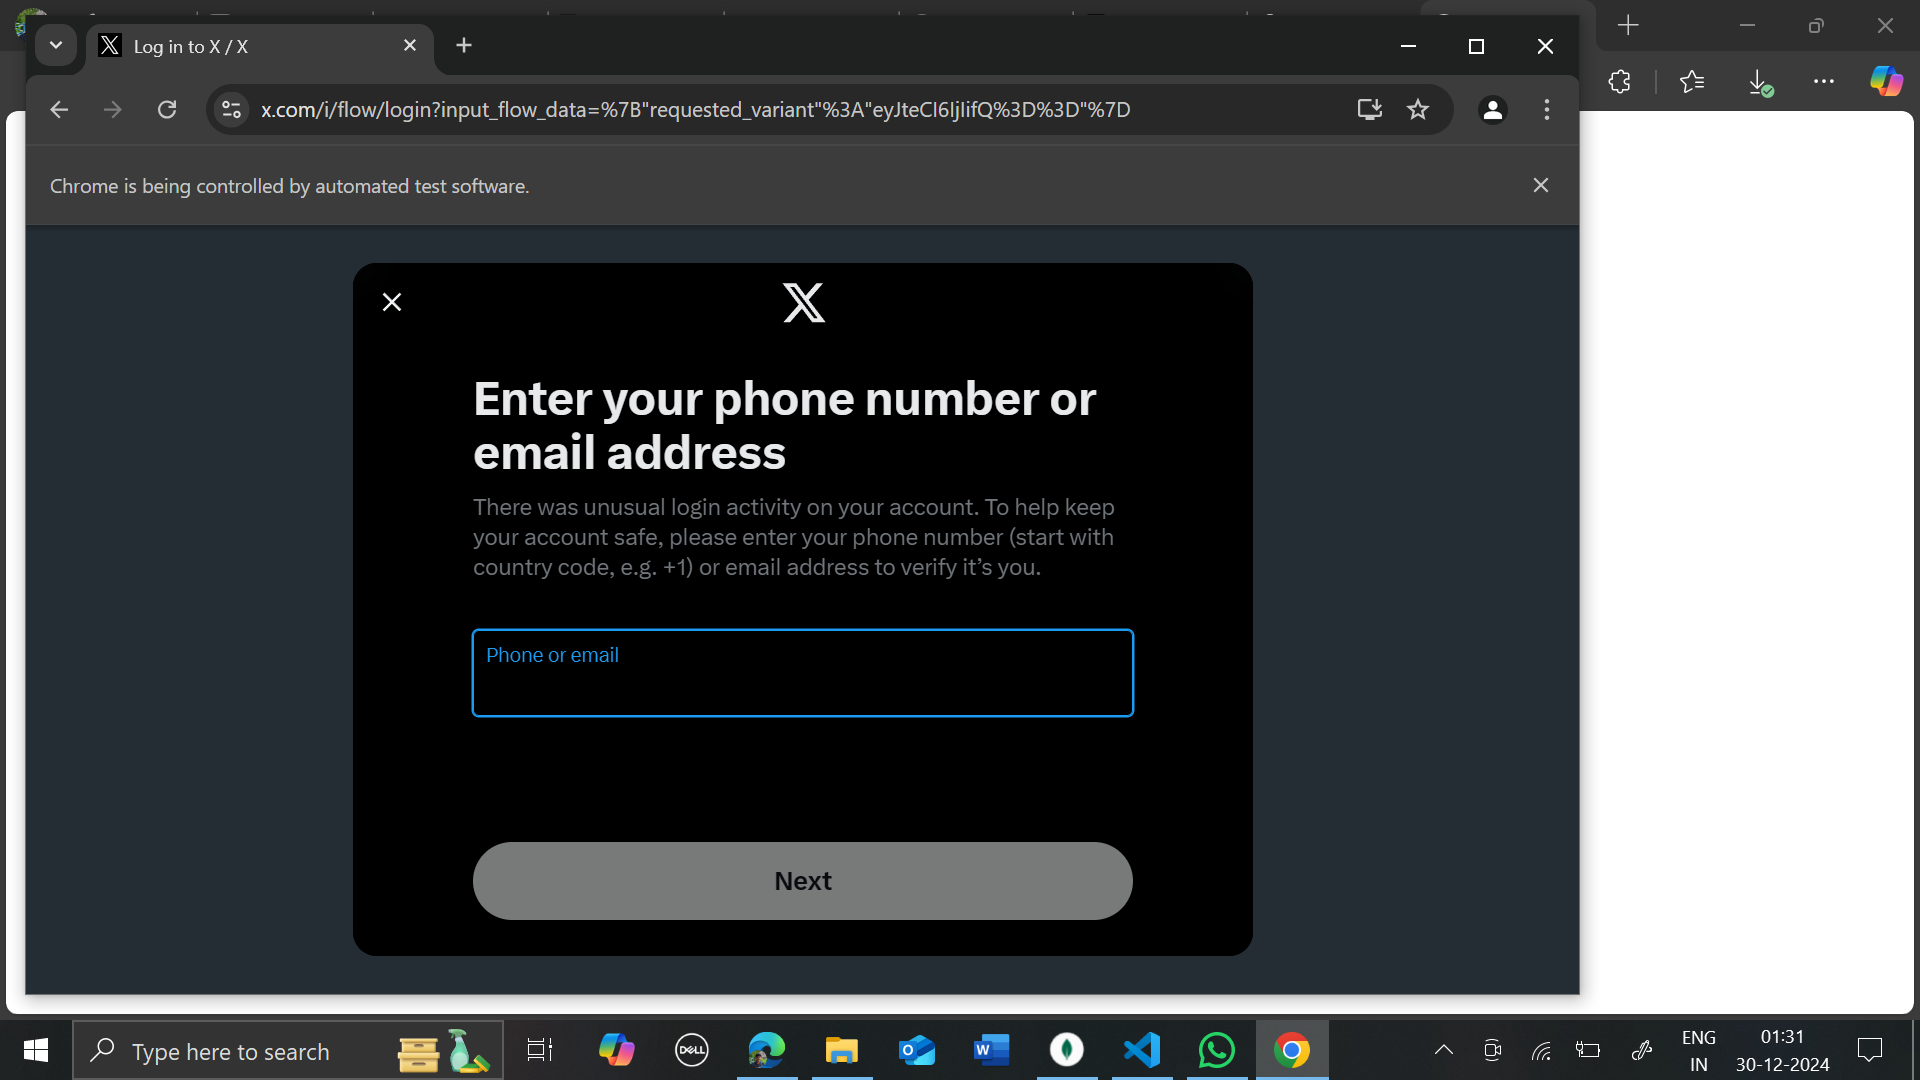 Log in to X / X
x.com/i/flow/login?input_flow_data=%7B"requested_variant"%3A"eyJteCI6IjIifQ%3D%3D"%7D
Chrome is being controlled by automated test software.
Enter your phone number or
email address
There was unusual login activity on your account. To help keep
your account safe, please enter your phone number (start with
country code, e.g. +1) or email address to verify it’s you.
Phone or email
Next
Type here to search
DELL
ENG
IN
01:31
30-12-2024